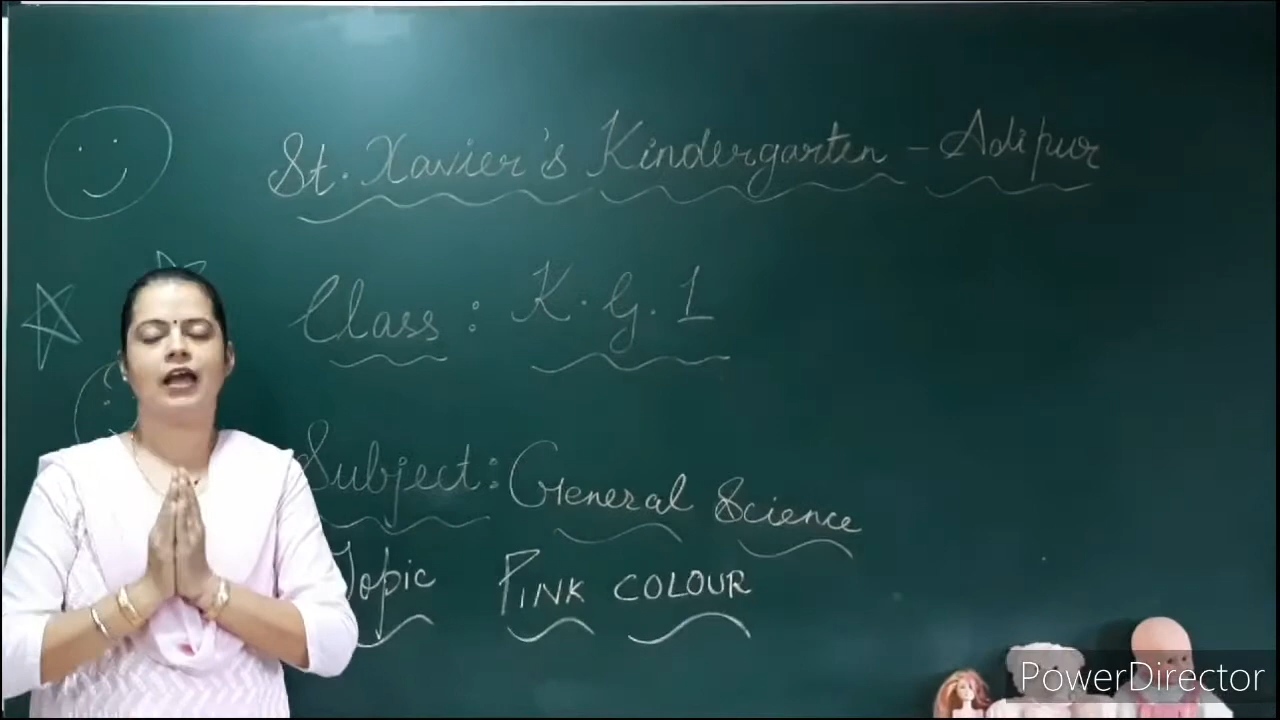 St. Xavier's Kindergarten - Adipur
Class : K.G. 1
Subject : General Science
Topic PINK COLOUR
PowerDirector